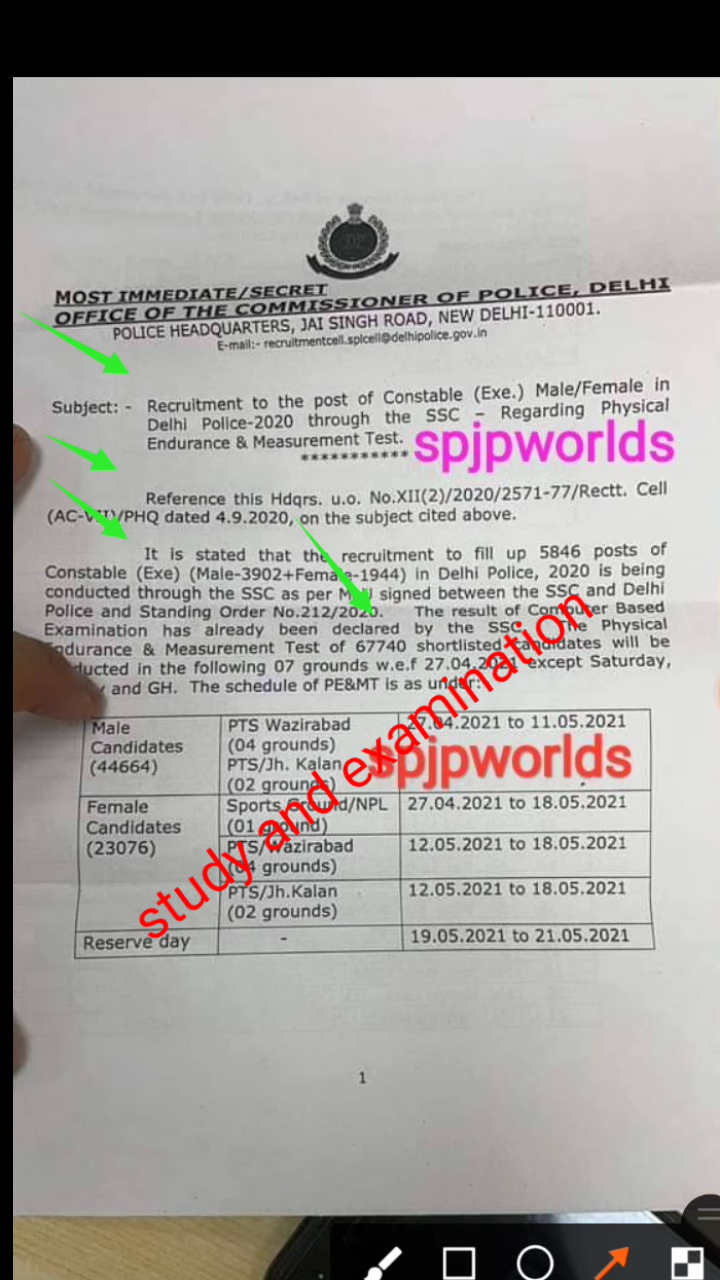 MOST IMMEDIATE/SECRET
OFFICE OF THE COMMISSIONER OF POLICE, DELHI
POLICE HEADQUARTERS, JAI SINGH ROAD, NEW DELHI-110001.
E-mail:- recruitmentcell.splcell@delhipolice.gov.in
Subject: - Recruitment to the post of Constable (Exe.) Male/Female in
Delhi Police-2020 through the SSC – Regarding Physical
Endurance & Measurement Test.
***********
spjpworlds
Reference this Hdqrs. u.o. No.XII(2)/2020/2571-77/Rectt. Cell
(AC-VII)/PHQ dated 4.9.2020, on the subject cited above.
It is stated that the recruitment to fill up 5846 posts of
Constable (Exe) (Male-3902+Female-1944) in Delhi Police, 2020 is being
conducted through the SSC as per signed between the SSC and Delhi
Police and Standing Order No.212/2020. The result of Computer Based
Examination has already been declared by the SSC. The Physical
Endurance & Measurement Test of 67740 shortlisted candidates will be
conducted in the following 07 grounds w.e.f 27.04.2021 except Saturday,
and GH. The schedule of PE&MT is as under:
Male Candidates (44664) PTS Wazirabad (04 grounds) 27.04.2021 to 11.05.2021
PTS/Jh. Kalan (02 grounds)
spjpworlds
Female Candidates (23076) Sports Ground/NPL (01 ground) 27.04.2021 to 18.05.2021
PTS/Wazirabad (04 grounds) 12.05.2021 to 18.05.2021
PTS/Jh.Kalan (02 grounds) 12.05.2021 to 18.05.2021
Reserve day - 19.05.2021 to 21.05.2021
study and examination
1